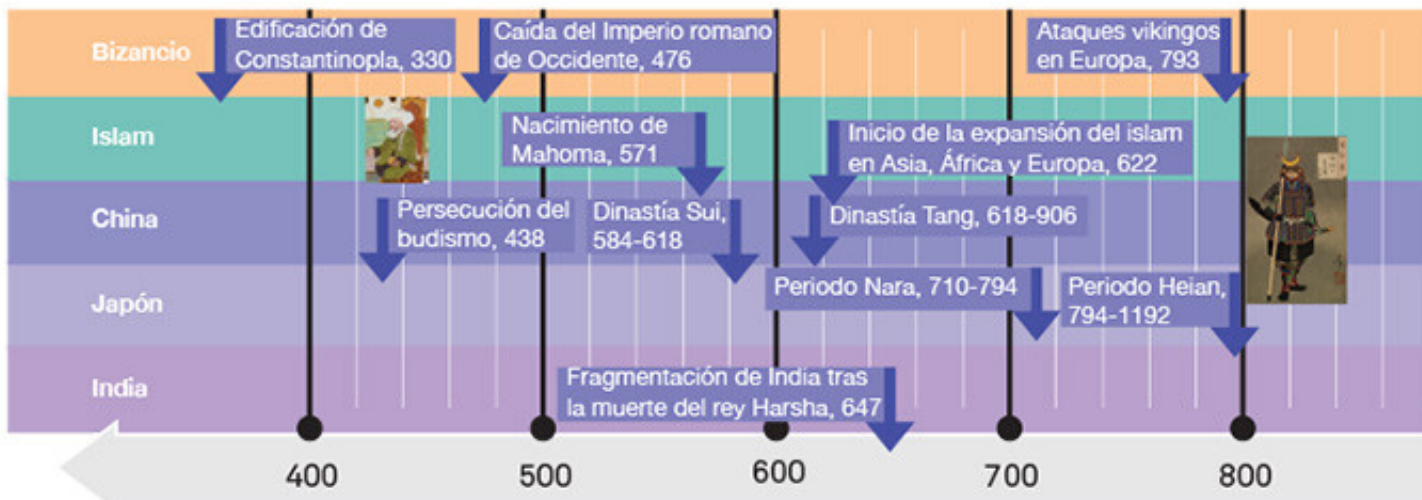 Bizancio
Edificación de
Constantinopla, 330
Caída del Imperio romano
de Occidente, 476
Ataques vikingos
en Europa, 793
Islam
Nacimiento de
Mahoma, 571
Inicio de la expansión del islam
en Asia, África y Europa, 622
China
Persecución del
budismo, 438
Dinastía Sui,
584-618
Dinastía Tang, 618-906
Japón
Periodo Nara, 710-794
Periodo Heian,
794-1192
India
Fragmentación de India tras
la muerte del rey Harsha, 647
400
500
600
700
800